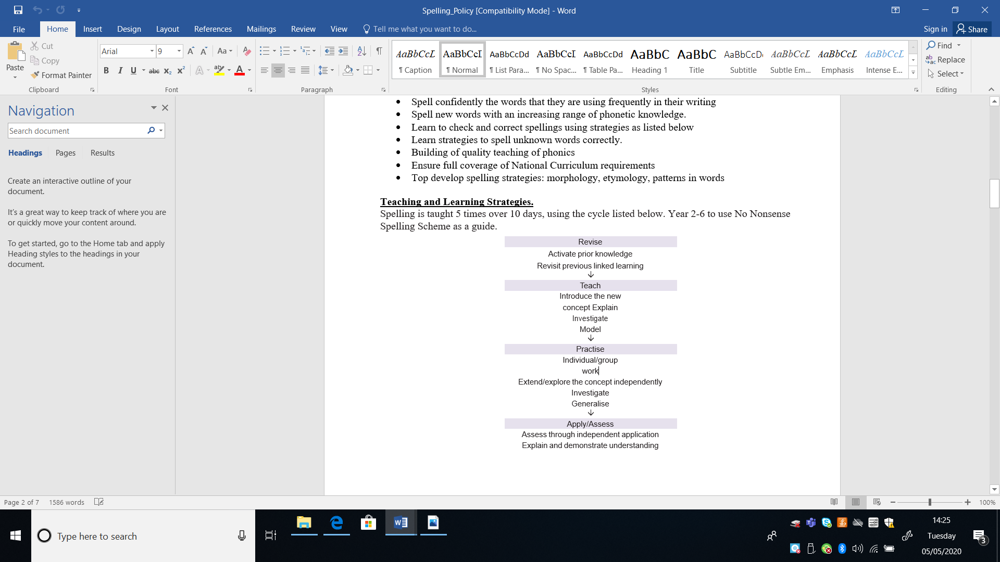 Spelling_Policy [Compatibility Mode] - Word
File Home Insert Design Layout References Mailings Review View Tell me what you want to do... Sign in Share
Paste Cut Copy Format Painter Clipboard
Arial 9 Aa B I U abc X₂ X² A ab A Font
Paragraph
AaBbCcL AaBbCcI AaBbCcDd AaBbCcI AaBbCcDd AaBbC AaBbC AaBbCcDc AaBbCcL AaBbCcL AaBbCcL
¶ Caption ¶ Normal ¶ List Para... ¶ No Spac... ¶ Table Pa... Heading 1 Title Subtitle Subtle Em... Emphasis Intense E...
Styles
Find
Replace
Select
Editing
Navigation
Search document
Headings Pages Results
Create an interactive outline of your
document.
It's a great way to keep track of where you are
or quickly move your content around.
To get started, go to the Home tab and apply
Heading styles to the headings in your
document.
• Spell confidently the words that they are using frequently in their writing
• Spell new words with an increasing range of phonetic knowledge.
• Learn to check and correct spellings using strategies as listed below
• Learn strategies to spell unknown words correctly.
• Building of quality teaching of phonics
• Ensure full coverage of National Curriculum requirements
• Top develop spelling strategies: morphology, etymology, patterns in words
Teaching and Learning Strategies.
Spelling is taught 5 times over 10 days, using the cycle listed below. Year 2-6 to use No Nonsense
Spelling Scheme as a guide.
Revise
Activate prior knowledge
Revisit previous linked learning
↓
Teach
Introduce the new
concept Explain
Investigate
Model
↓
Practise
Individual/group
work
Extend/explore the concept independently
Investigate
Generalise
↓
Apply/Assess
Assess through independent application
Explain and demonstrate understanding
Page 2 of 7 1586 words 100%
Type here to search
14:25
Tuesday
05/05/2020
3